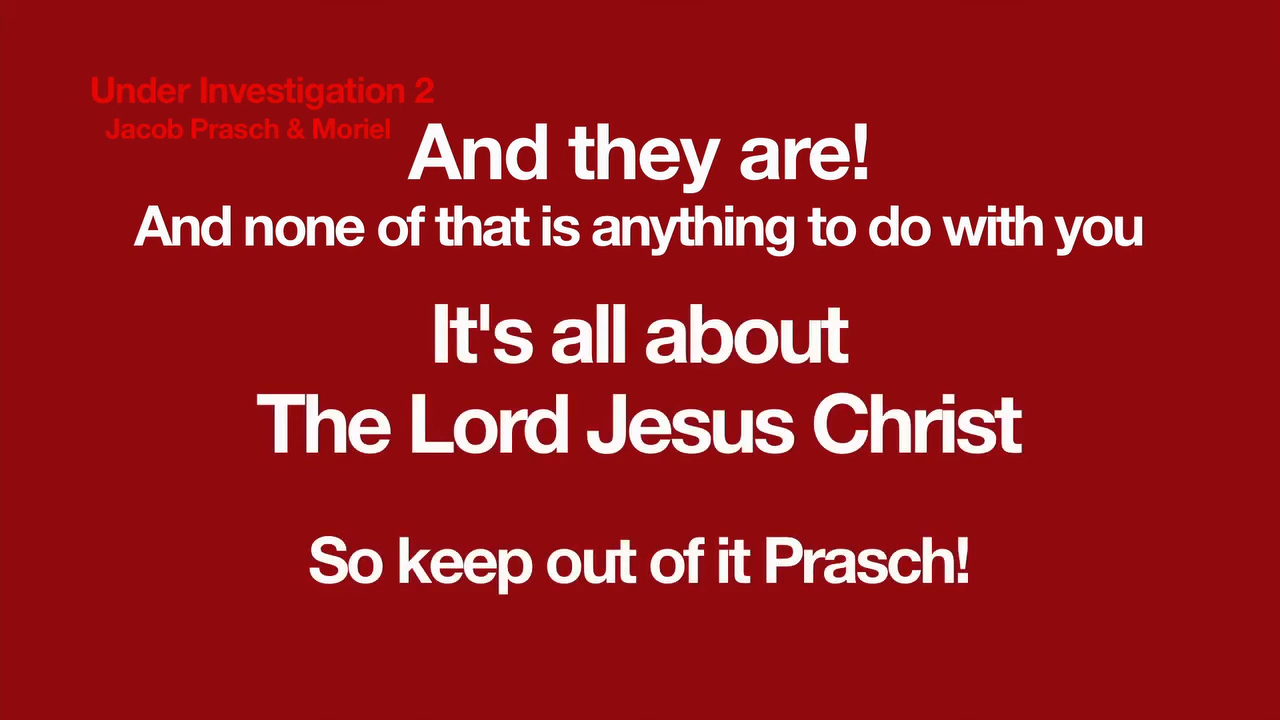 Under Investigation 2
Jacob Prasch & Moriel
And they are!
And none of that is anything to do with you
It's all about
The Lord Jesus Christ
So keep out of it Prasch!